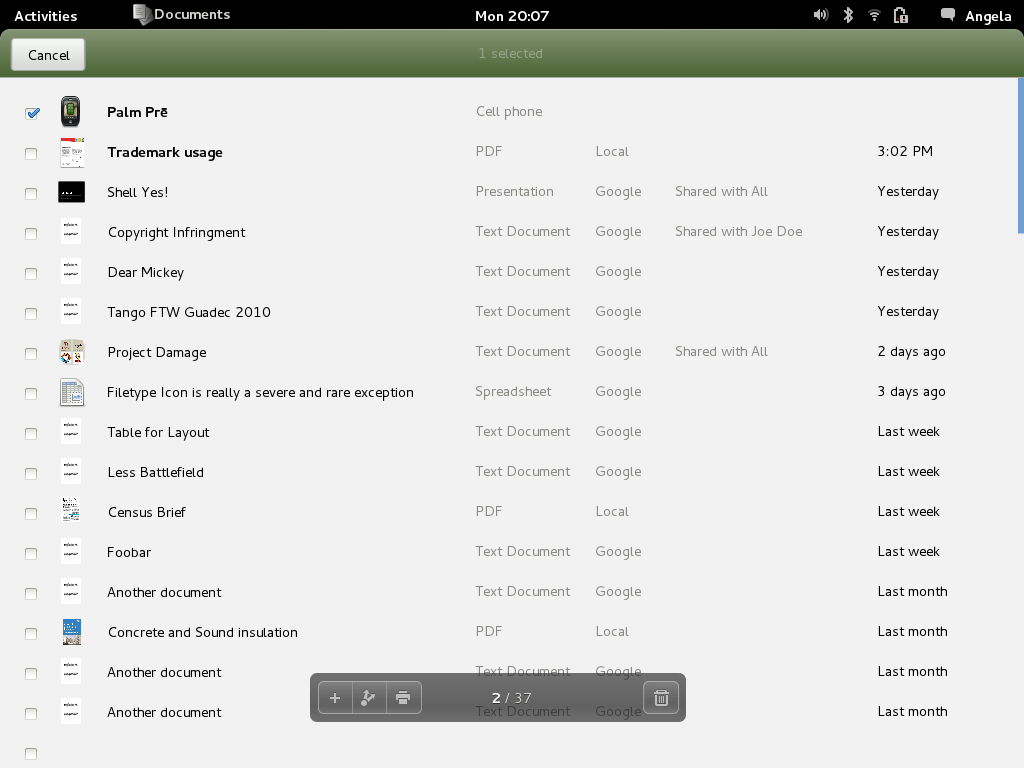 Activities Documents Mon 20:07 Angela
Cancel 1 selected
Palm Prē Cell phone
Trademark usage PDF Local 3:02 PM
Shell Yes! Presentation Google Shared with All Yesterday
Copyright Infringment Text Document Google Shared with Joe Doe Yesterday
Dear Mickey Text Document Google Yesterday
Tango FTW Guadec 2010 Text Document Google Yesterday
Project Damage Text Document Google Shared with All 2 days ago
Filetype Icon is really a severe and rare exception Spreadsheet Google 3 days ago
Table for Layout Text Document Google Last week
Less Battlefield Text Document Google Last week
Census Brief PDF Local Last week
Foobar Text Document Google Last week
Another document Text Document Google Last month
Concrete and Sound insulation PDF Local Last month
Another document Text Document Google Last month
2 / 37
Another document Text Document Google Last month